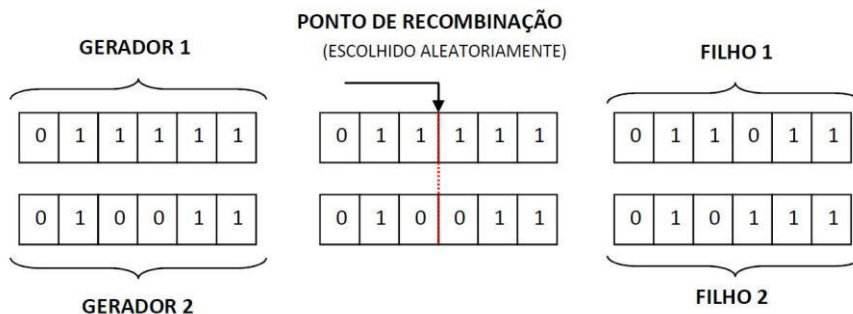 PONTO DE RECOMBINAÇÃO
GERADOR 1
(ESCOLHIDO ALEATORIAMENTE)
FILHO 1
0 1 1 1 1 1
0 1 1 1 1 1
0 1 1 0 1 1
0 1 0 0 1 1
0 1 0 0 1 1
0 1 0 1 1 1
GERADOR 2
FILHO 2